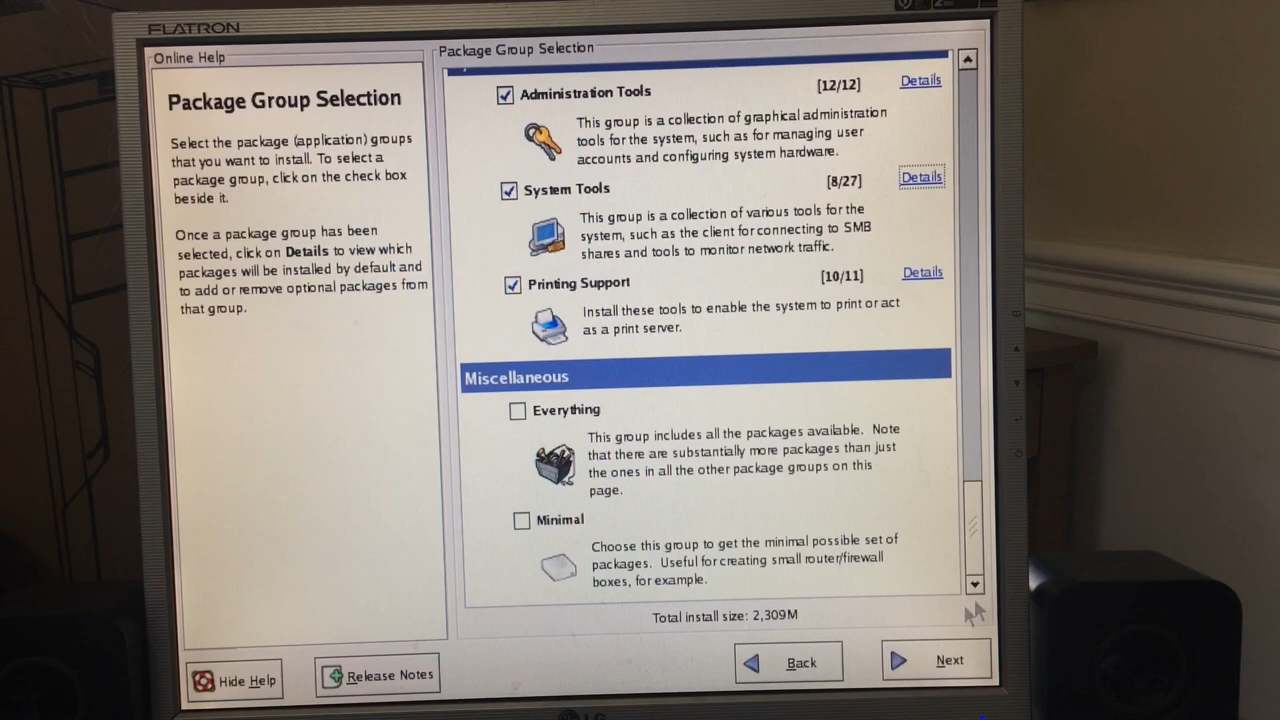 FLATRON
Online Help
Package Group Selection
Select the package (application) groups
that you want to install. To select a
package group, click on the check box
beside it.
Once a package group has been
selected, click on Details to view which
packages will be installed by default and
to add or remove optional packages from
that group.
Package Group Selection
Administration Tools [12/12] Details
This group is a collection of graphical administration
tools for the system, such as for managing user
accounts and configuring system hardware.
System Tools [8/27] Details
This group is a collection of various tools for the
system, such as the client for connecting to SMB
shares and tools to monitor network traffic.
Printing Support [10/11] Details
Install these tools to enable the system to print or act
as a print server.
Miscellaneous
Everything
This group includes all the packages available. Note
that there are substantially more packages than just
the ones in all the other package groups on this
page.
Minimal
Choose this group to get the minimal possible set of
packages. Useful for creating small router/firewall
boxes, for example.
Total install size: 2,309M
Hide Help
Release Notes
Back
Next
LG